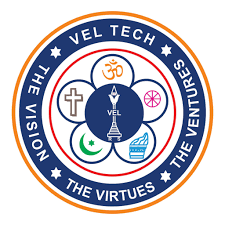 VEL TECH
THE VISION
THE VENTURES
THE VIRTUES
ॐ
VEL